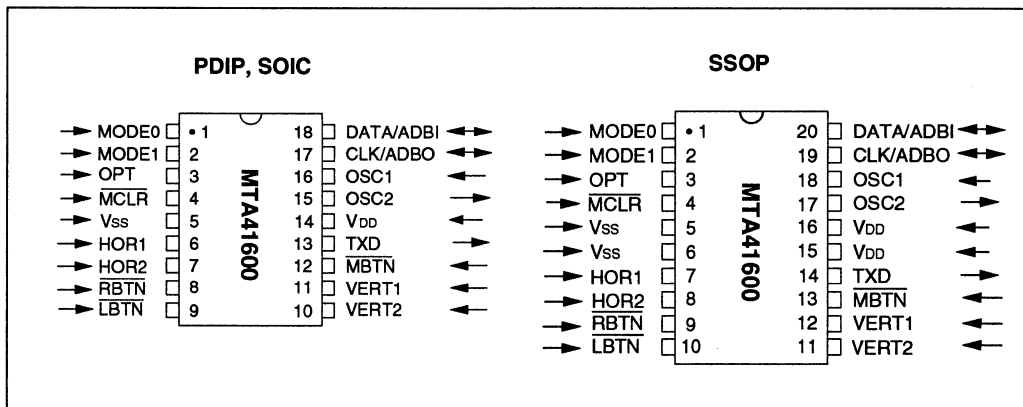 PDIP, SOIC
MODE0 1 18 DATA/ADBI
MODE1 2 17 CLK/ADBO
OPT 3 16 OSC1
MCLR 4 15 OSC2
VSS 5 14 VDD
HOR1 6 13 TXD
HOR2 7 12 MBTN
RBTN 8 11 VERT1
LBTN 9 10 VERT2
MTA41600
SSOP
MODE0 1 20 DATA/ADBI
MODE1 2 19 CLK/ADBO
OPT 3 18 OSC1
MCLR 4 17 OSC2
VSS 5 16 VDD
VSS 6 15 VDD
HOR1 7 14 TXD
HOR2 8 13 MBTN
RBTN 9 12 VERT1
LBTN 10 11 VERT2
MTA41600